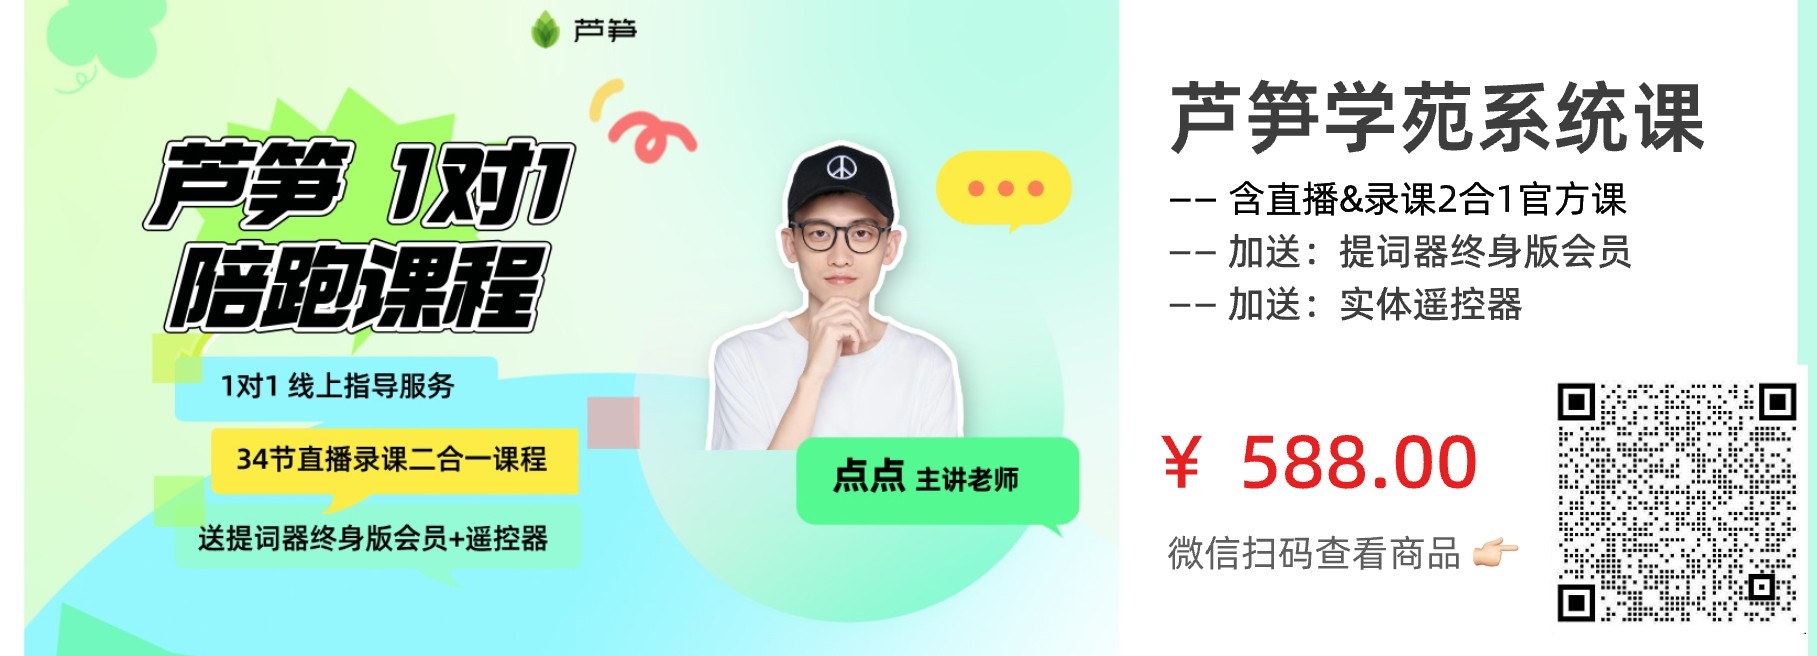 芦笋
芦笋 1对1
陪跑课程
1对1 线上指导服务
34节直播录课二合一课程
送提词器终身版会员+遥控器
点点 主讲老师
芦笋学苑系统课
—— 含直播&录课2合1官方课
—— 加送：提词器终身版会员
—— 加送：实体遥控器
¥ 588.00
微信扫码查看商品 👉🏻